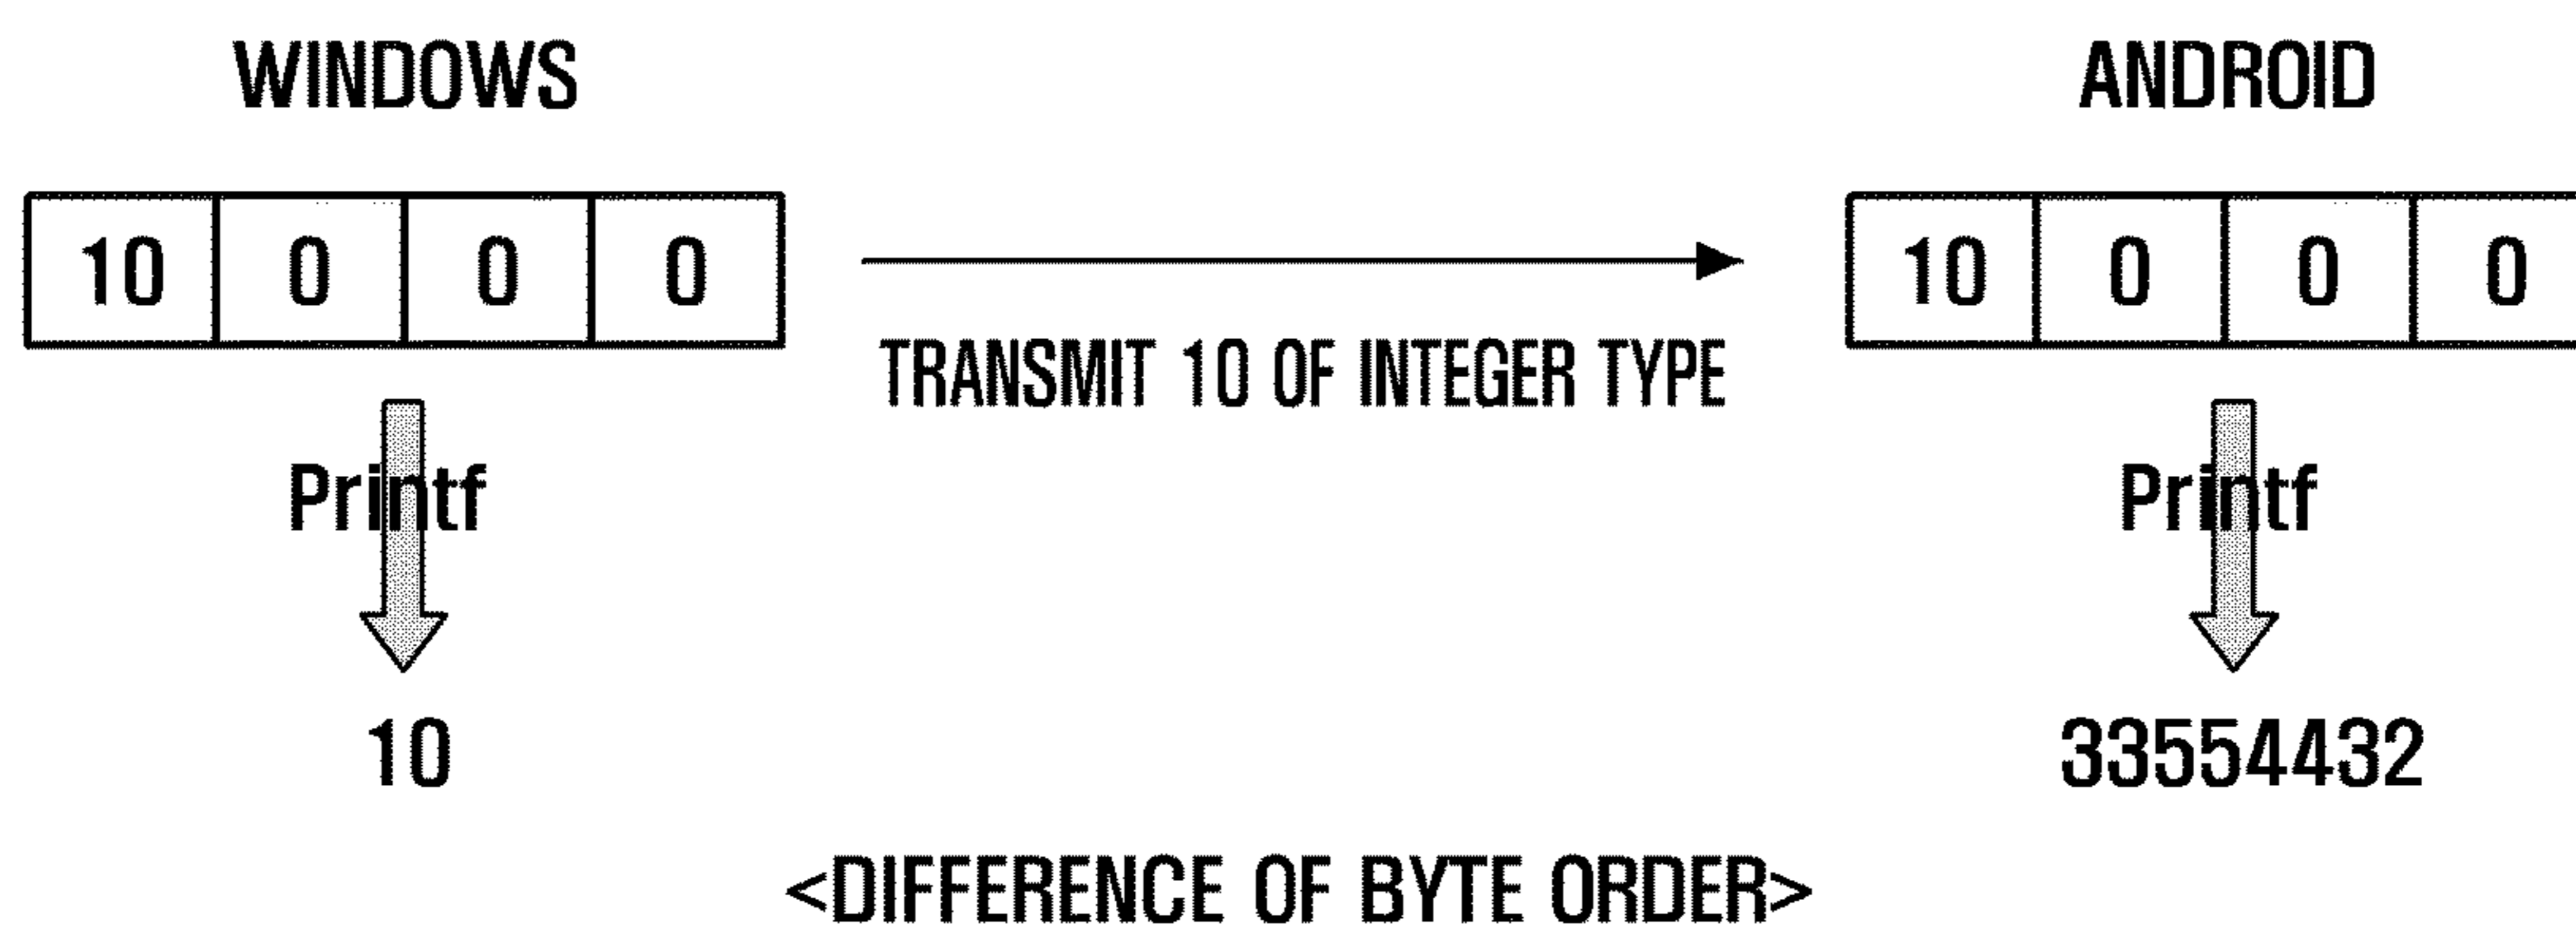 WINDOWS ANDROID
10 0 0 0 10 0 0 0
TRANSMIT 10 OF INTEGER TYPE
Printf Printf
10 33554432
<DIFFERENCE OF BYTE ORDER>